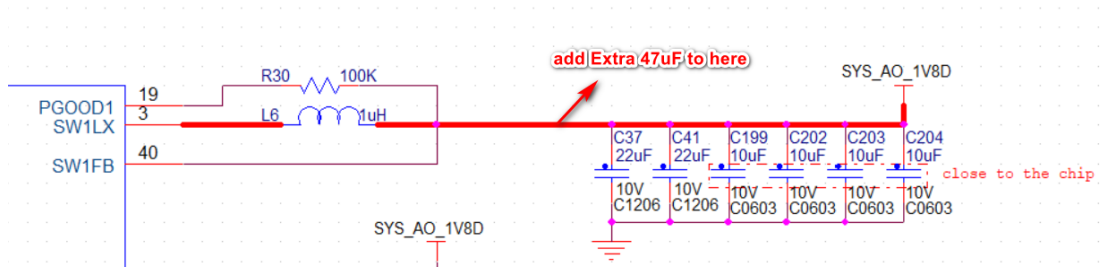 add Extra 47uF to here
SYS_AO_1V8D
R30 100K
PGOOD1 19
SW1LX 3
L6 1uH
SW1FB 40
C37 C41 C199 C202 C203 C204
22uF 22uF 10uF 10uF 10uF 10uF
close to the chip
10V 10V 10V 10V 10V 10V
C1206 C1206 C0603 C0603 C0603 C0603
SYS_AO_1V8D